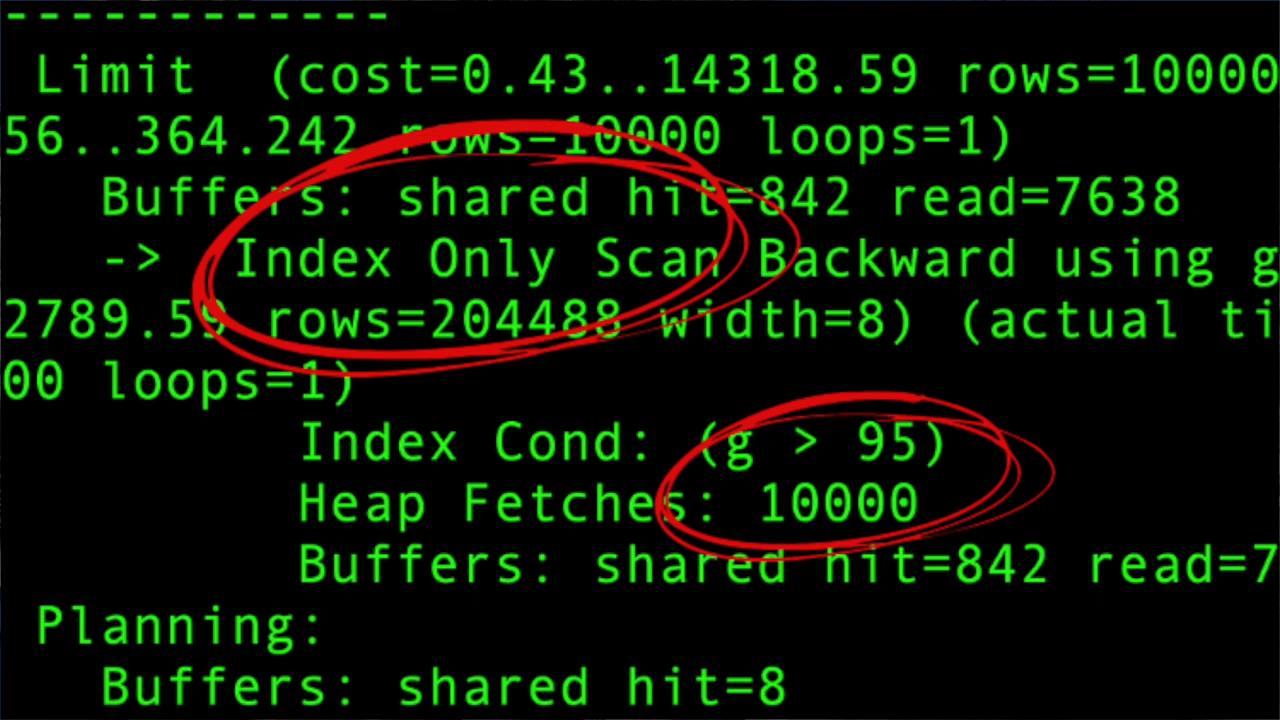 ------------
Limit (cost=0.43..14318.59 rows=10000
56..364.242 rows=10000 loops=1)
Buffers: shared hit=842 read=7638
-> Index Only Scan Backward using g
2789.59 rows=204488 width=8) (actual ti
00 loops=1)
Index Cond: (g > 95)
Heap Fetches: 10000
Buffers: shared hit=842 read=7
Planning:
Buffers: shared hit=8